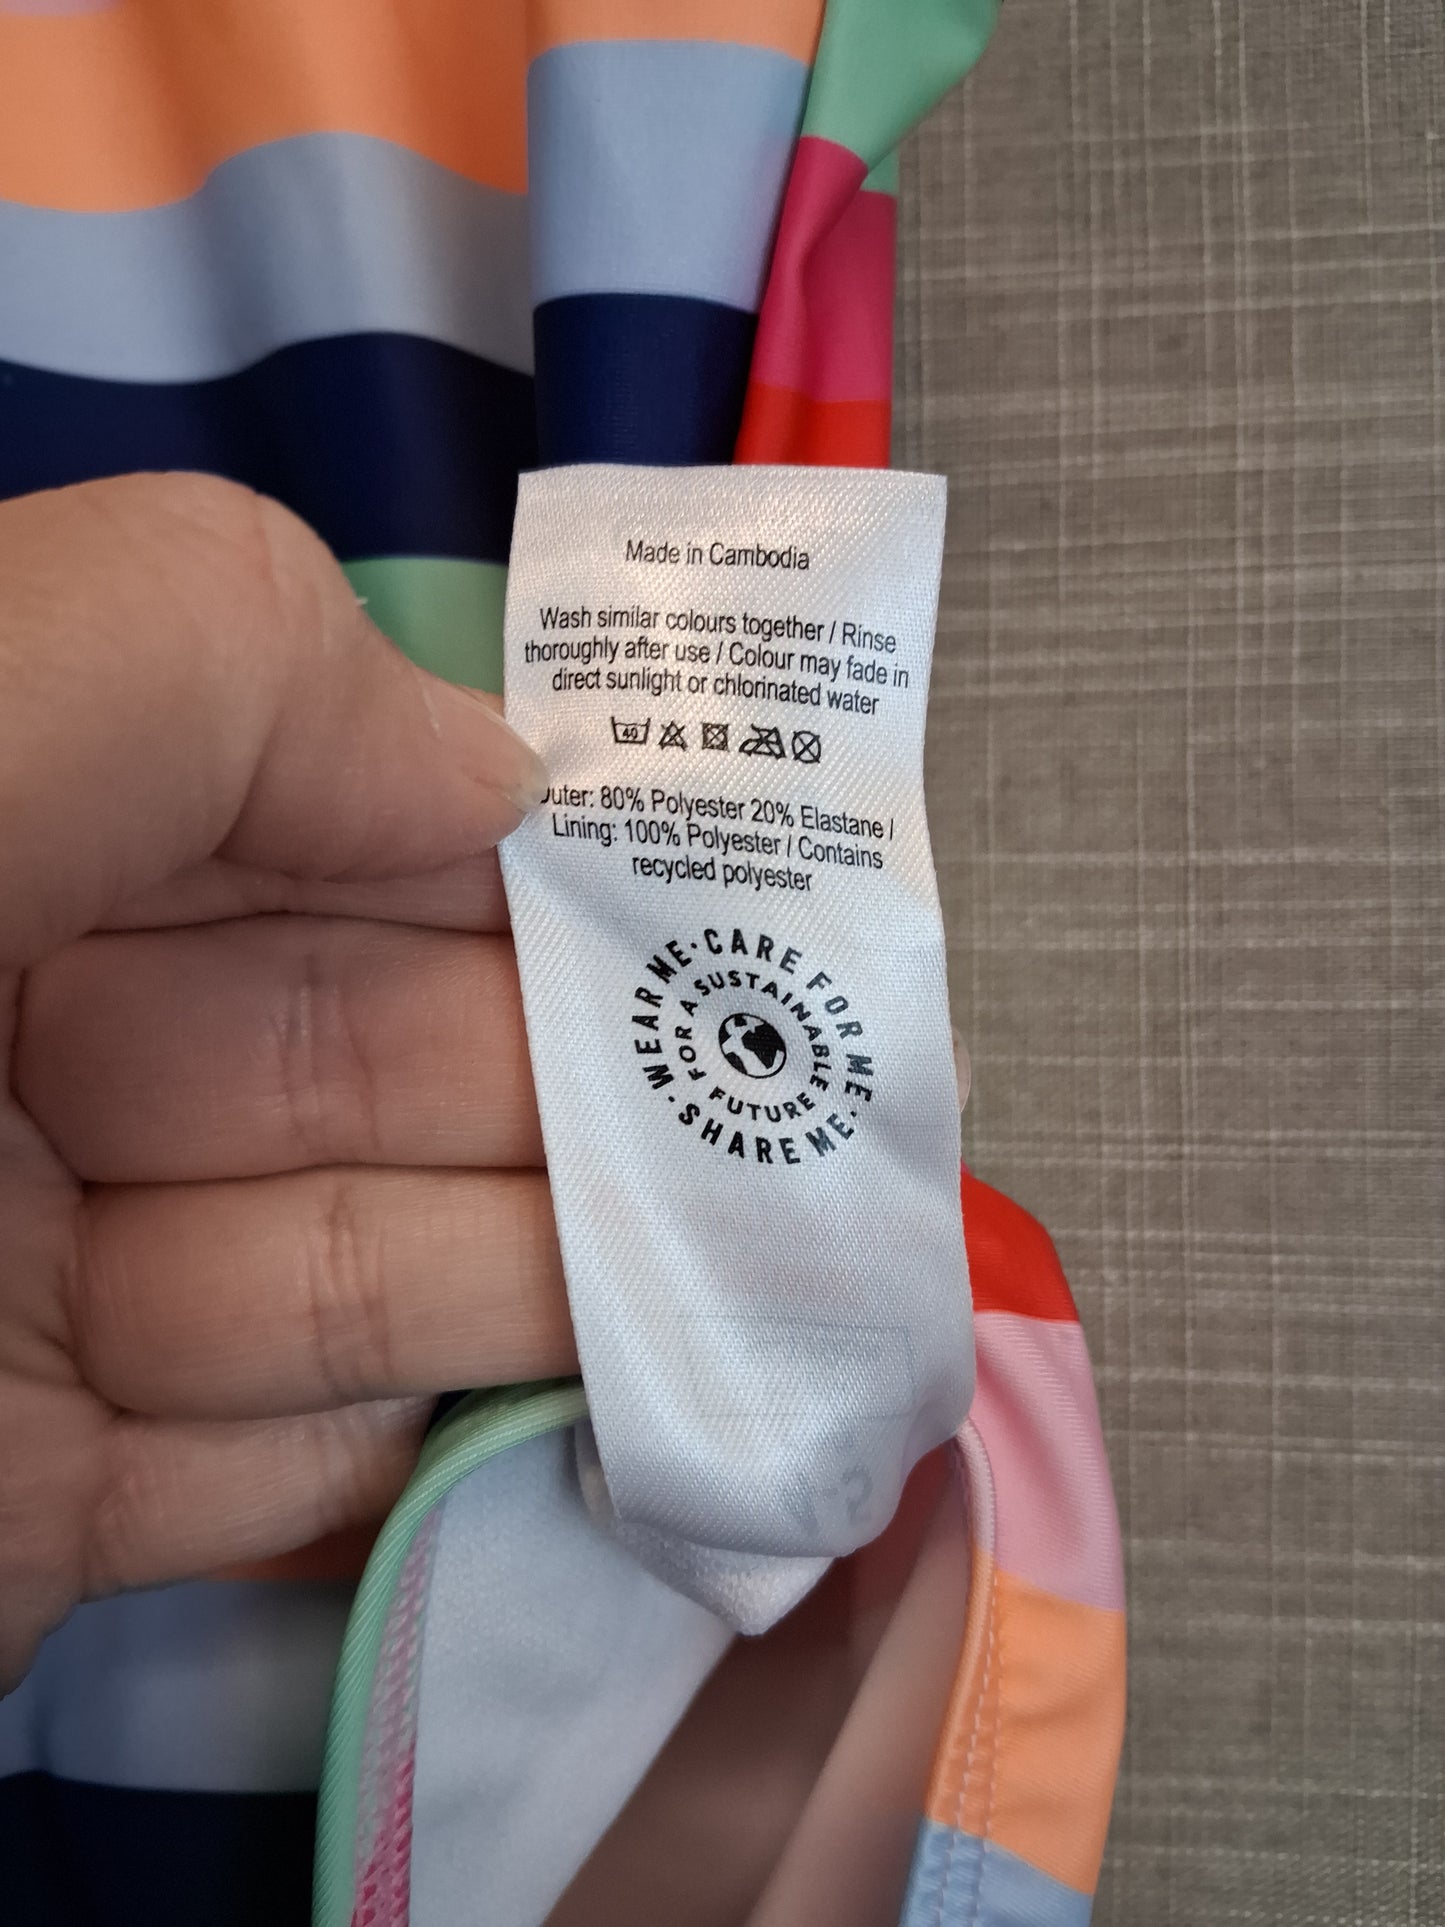 Made in Cambodia
Wash similar colours together / Rinse
thoroughly after use / Colour may fade in
direct sunlight or chlorinated water
40
Outer: 80% Polyester 20% Elastane /
Lining: 100% Polyester / Contains
recycled polyester
WEAR ME · CARE FOR ME · SHARE ME ·
FOR A SUSTAINABLE FUTURE